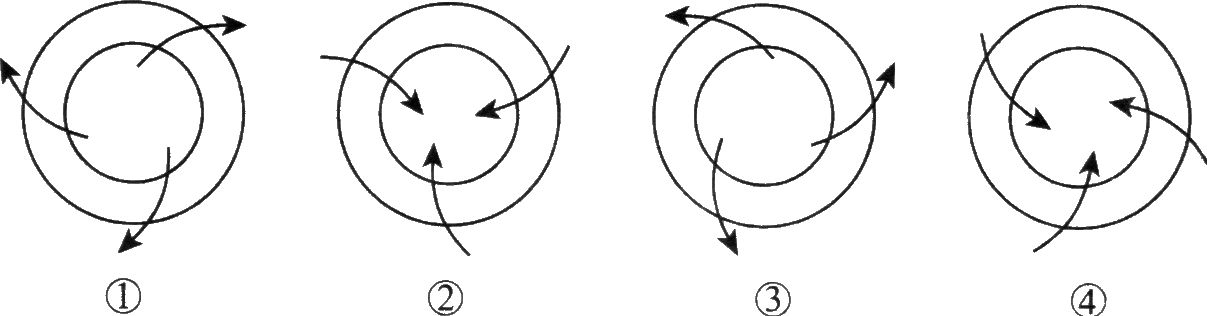 ① ② ③ ④